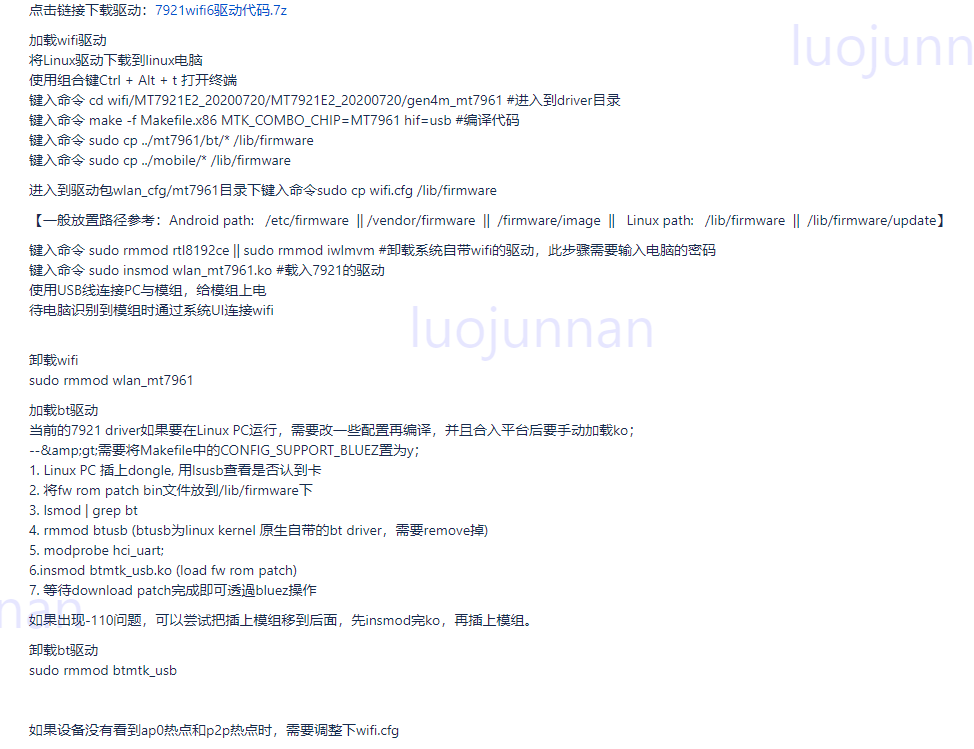 点击链接下载驱动：7921wifi6驱动代码.7z
luojunn
加载wifi驱动
将Linux驱动下载到linux电脑
使用组合键Ctrl + Alt + t 打开终端
键入命令 cd wifi/MT7921E2_20200720/MT7921E2_20200720/gen4m_mt7961 #进入到driver目录
键入命令 make -f Makefile.x86 MTK_COMBO_CHIP=MT7961 hif=usb #编译代码
键入命令 sudo cp ../mt7961/bt/* /lib/firmware
键入命令 sudo cp ../mobile/* /lib/firmware
进入到驱动包wlan_cfg/mt7961目录下键入命令sudo cp wifi.cfg /lib/firmware
【一般放置路径参考：Android path: /etc/firmware || /vendor/firmware || /firmware/image || Linux path: /lib/firmware || /lib/firmware/update】
键入命令 sudo rmmod rtl8192ce || sudo rmmod iwlmvm #卸载系统自带wifi的驱动，此步骤需要输入电脑的密码
键入命令 sudo insmod wlan_mt7961.ko #载入7921的驱动
使用USB线连接PC与模组，给模组上电
待电脑识别到模组时通过系统UI连接wifi
luojunnan
卸载wifi
sudo rmmod wlan_mt7961
加载bt驱动
当前的7921 driver如果要在Linux PC运行，需要改一些配置再编译，并且合入平台后要手动加载ko；
--&amp;gt;需要将Makefile中的CONFIG_SUPPORT_BLUEZ置为y；
1. Linux PC 插上dongle, 用lsusb查看是否认到卡
2. 将fw rom patch bin文件放到/lib/firmware下
3. lsmod | grep bt
4. rmmod btusb (btusb为linux kernel 原生自带的bt driver，需要remove掉)
5. modprobe hci_uart;
6.insmod btmtk_usb.ko (load fw rom patch)
7. 等待download patch完成即可透過bluez操作
nan
如果出现-110问题，可以尝试把插上模组移到后面，先insmod完ko，再插上模组。
卸载bt驱动
sudo rmmod btmtk_usb
如果设备没有看到ap0热点和p2p热点时，需要调整下wifi.cfg